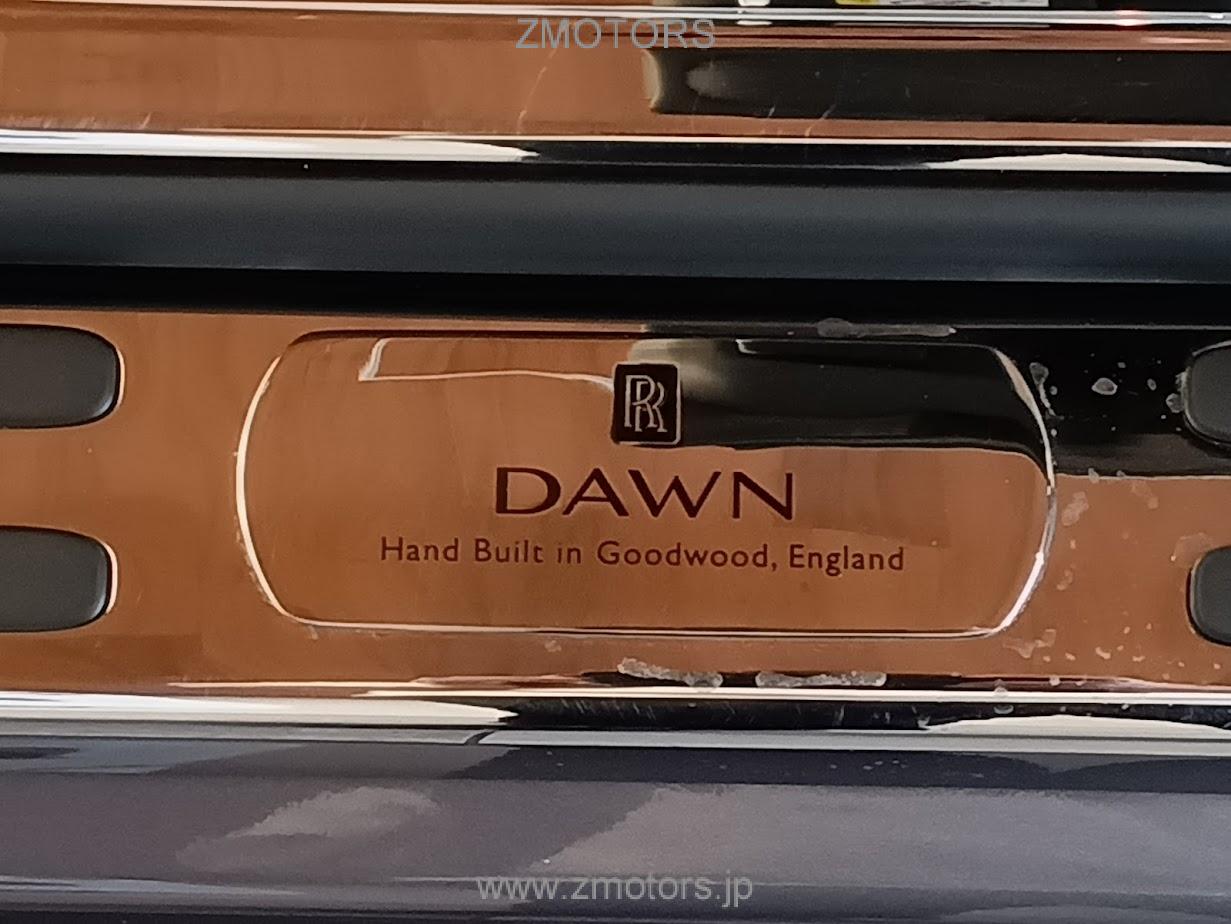 ZMOTORS
RR
DAWN
Hand Built in Goodwood, England
www.zmotors.jp